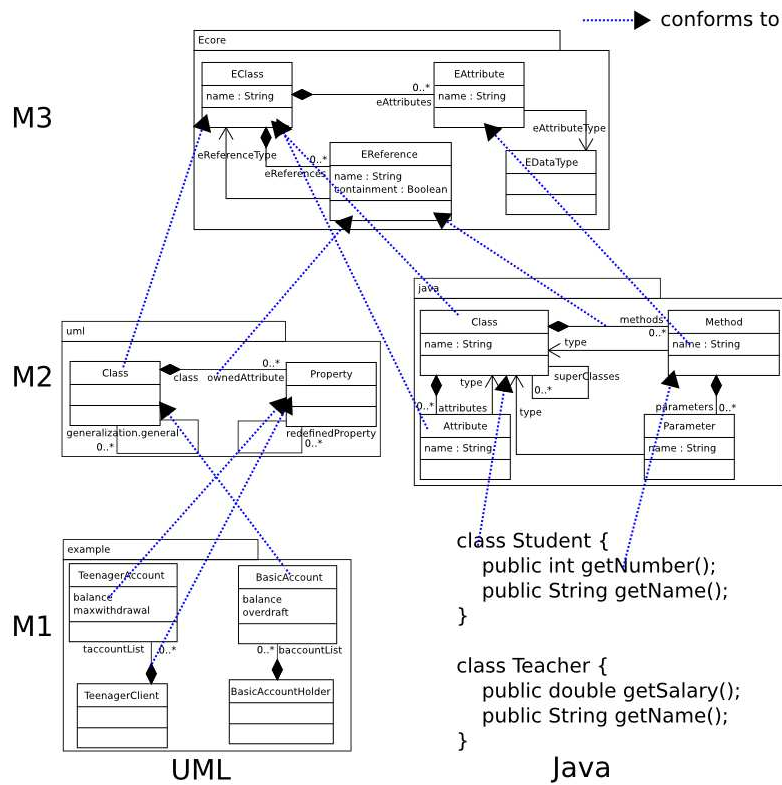 conforms to
Ecore
M3
EClass
name : String
0..*
eAttributes
EAttribute
name : String
eAttributeType
EDataType
eReferenceType
0..*
eReferences
EReference
name : String
containment : Boolean
M2
uml
Class
class
ownedAttribute
0..*
Property
generalization.general
0..*
redefinedProperty
0..*
java
Class
name : String
methods
0..*
type
Method
name : String
superClasses
0..*
type
type
0..*
attributes
Attribute
name : String
parameters
0..*
Parameter
name : String
M1
example
TeenagerAccount
balance
maxwithdrawal
BasicAccount
balance
overdraft
taccountList
0..*
0..*
baccountList
TeenagerClient
BasicAccountHolder
UML
class Student {
public int getNumber();
public String getName();
}
class Teacher {
public double getSalary();
public String getName();
}
Java